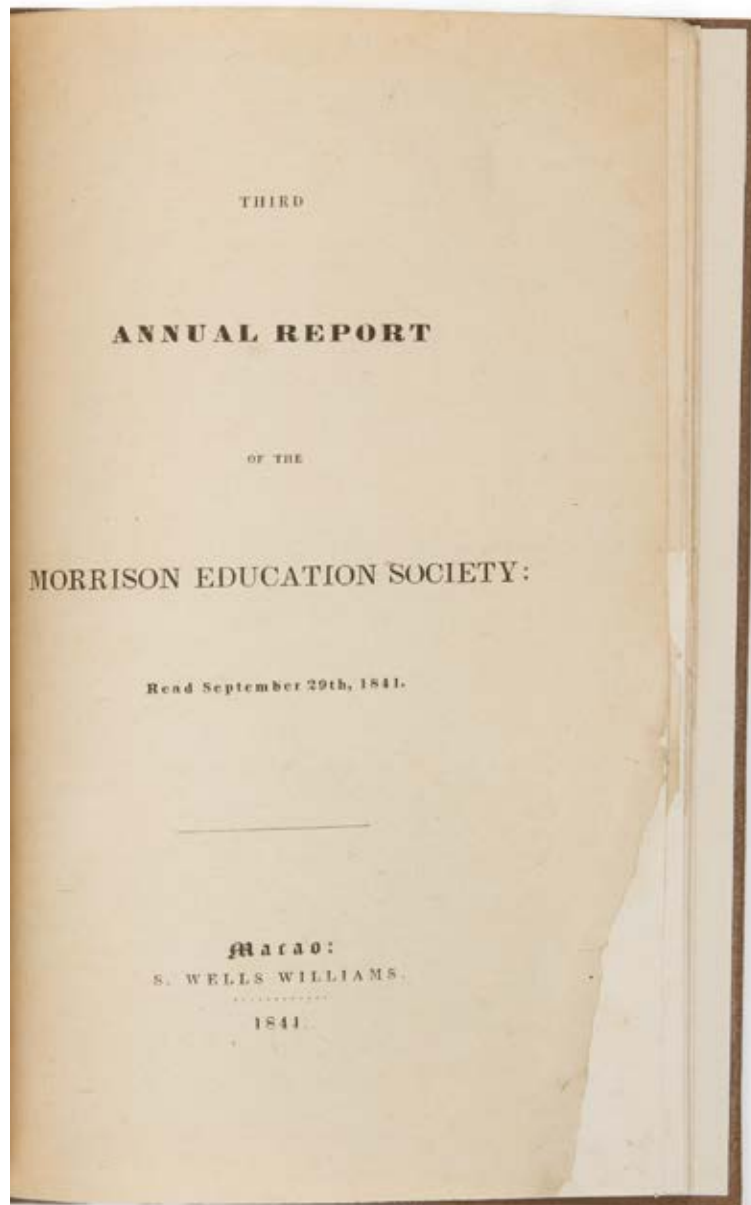 THIRD
ANNUAL REPORT
OF THE
MORRISON EDUCATION SOCIETY:
Read September 29th, 1841.
Macao:
S. WELLS WILLIAMS.
1841.